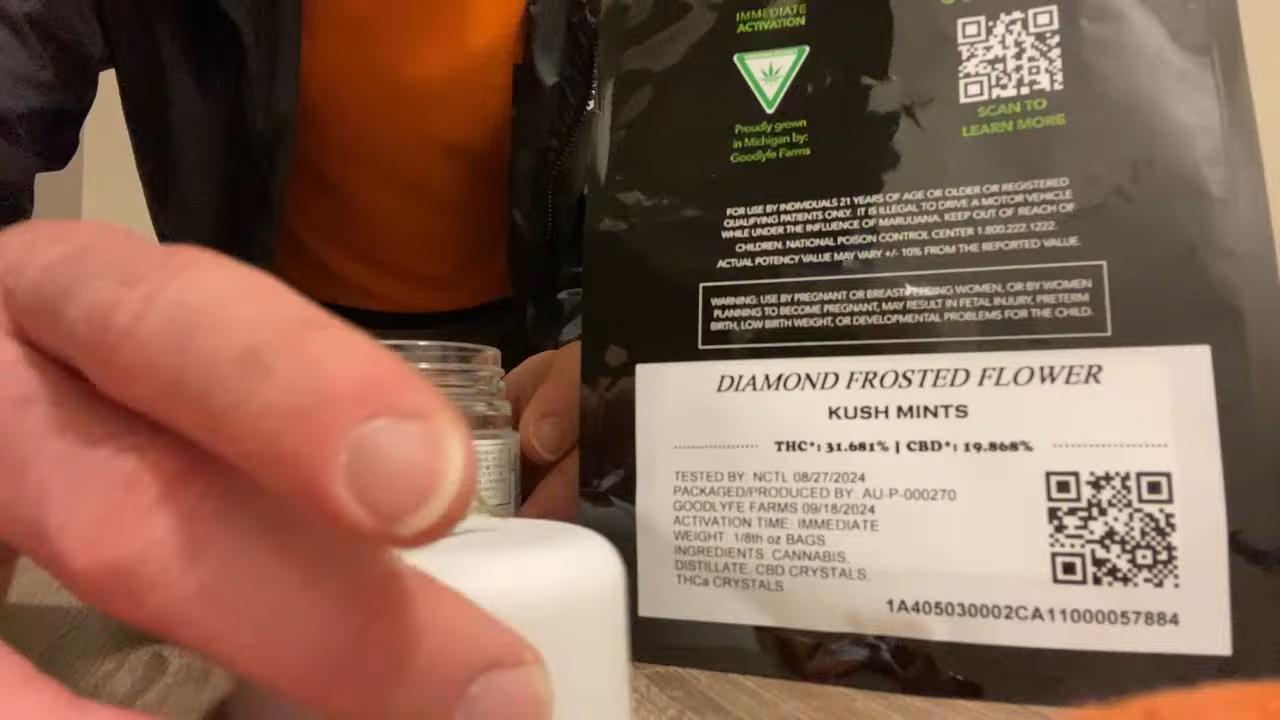 IMMEDIATE
ACTIVATION
Proudly grown
in Michigan by:
Goodlyfe Farms
SCAN TO
LEARN MORE
FOR USE BY INDIVIDUALS 21 YEARS OF AGE OR OLDER OR REGISTERED
QUALIFYING PATIENTS ONLY. IT IS ILLEGAL TO DRIVE A MOTOR VEHICLE
WHILE UNDER THE INFLUENCE OF MARIJUANA. KEEP OUT OF REACH OF
CHILDREN. NATIONAL POISON CONTROL CENTER 1.800.222.1222.
ACTUAL POTENCY VALUE MAY VARY +/- 10% FROM THE REPORTED VALUE.
WARNING: USE BY PREGNANT OR BREASTFEEDING WOMEN, OR BY WOMEN
PLANNING TO BECOME PREGNANT, MAY RESULT IN FETAL INJURY, PRETERM
BIRTH, LOW BIRTH WEIGHT, OR DEVELOPMENTAL PROBLEMS FOR THE CHILD.
DIAMOND FROSTED FLOWER
KUSH MINTS
THC*: 31.681% | CBD*: 19.868%
TESTED BY: NCTL 08/27/2024
PACKAGED/PRODUCED BY: AU-P-000270
GOODLYFE FARMS 09/18/2024
ACTIVATION TIME: IMMEDIATE
WEIGHT: 1/8th oz BAGS
INGREDIENTS: CANNABIS,
DISTILLATE, CBD CRYSTALS,
THCa CRYSTALS
1A405030002CA11000057884